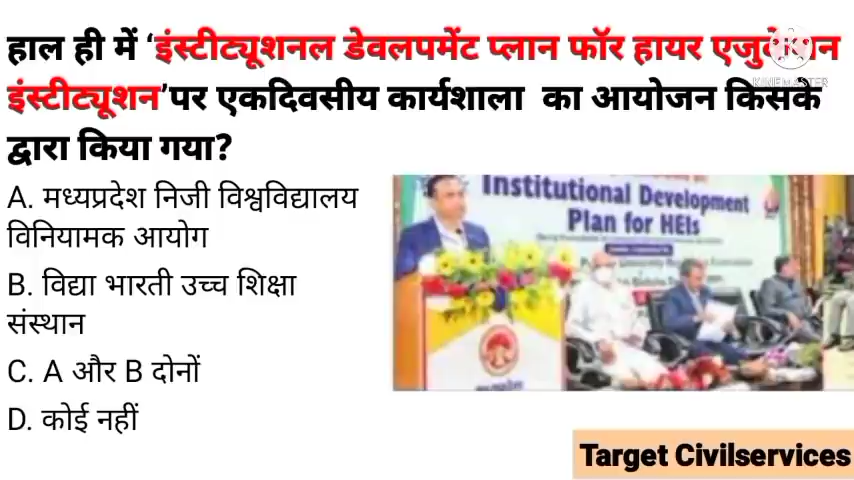 हाल ही में 'इंस्टीट्यूशनल डेवलपमेंट प्लान फॉर हायर एजुकेशन
इंस्टीट्यूशन'पर एकदिवसीय कार्यशाला का आयोजन किसके
द्वारा किया गया?
KINEMASTER
A. मध्यप्रदेश निजी विश्वविद्यालय
विनियामक आयोग
B. विद्या भारती उच्च शिक्षा
संस्थान
C. A और B दोनों
D. कोई नहीं
Institutional Development
Plan for HEIs
Target Civilservices